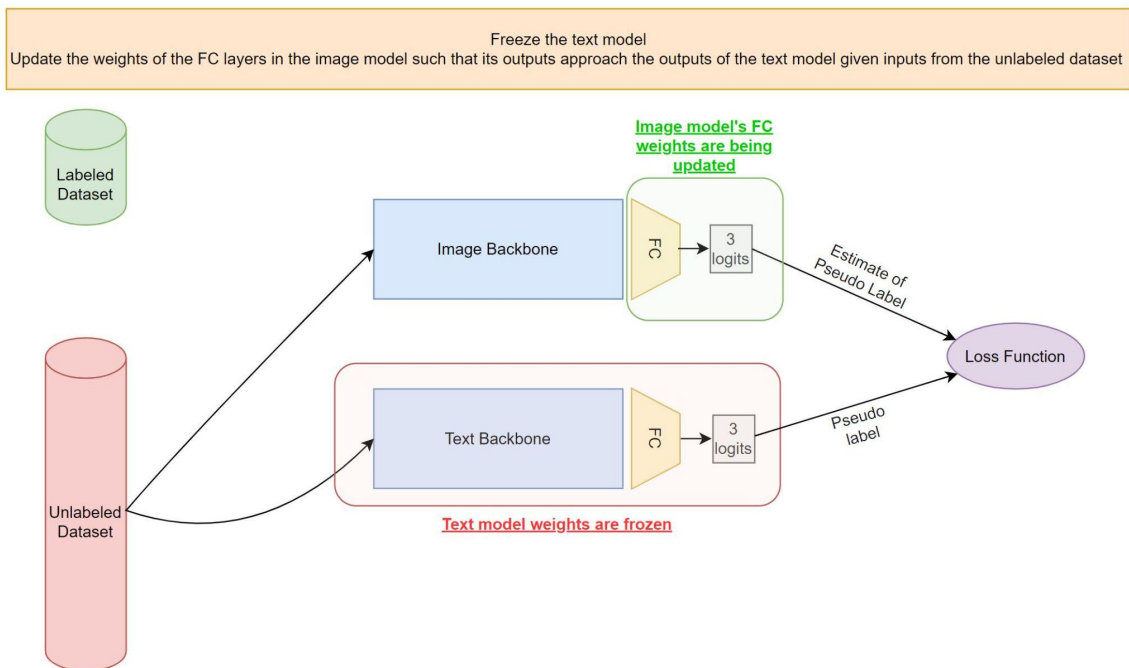 Freeze the text model
Update the weights of the FC layers in the image model such that its outputs approach the outputs of the text model given inputs from the unlabeled dataset
Labeled
Dataset
Image model's FC
weights are being
updated
Image Backbone
FC
3
logits
Estimate of
Pseudo Label
Loss Function
Unlabeled
Dataset
Text Backbone
FC
3
logits
Pseudo
label
Text model weights are frozen